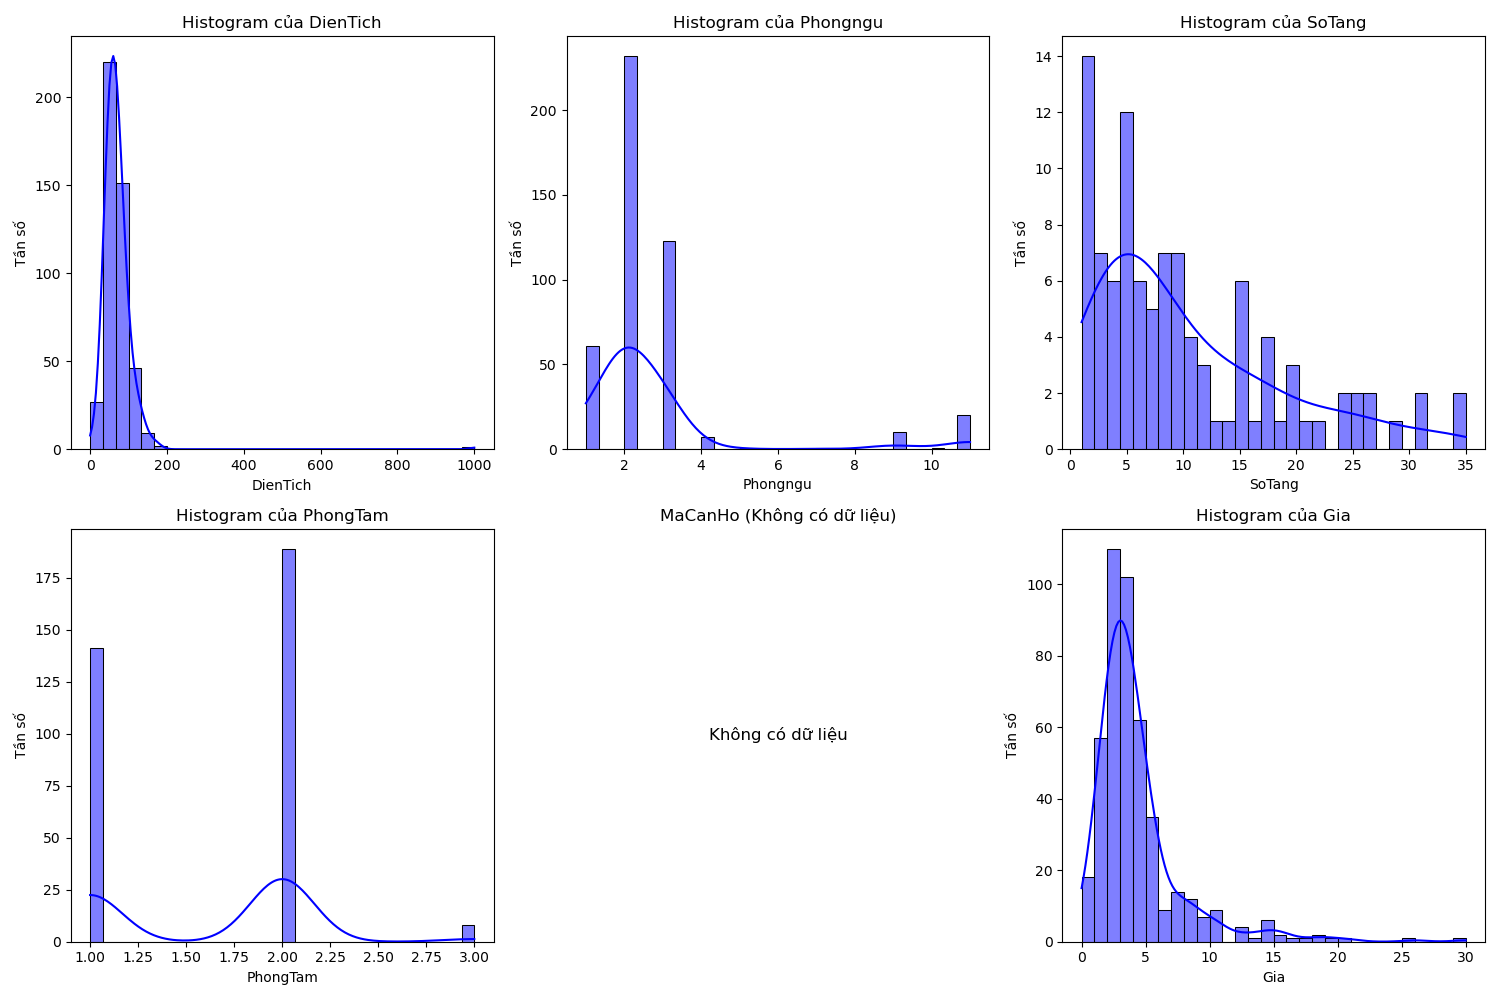 Histogram của DienTich
Tần số
200
150
100
50
0
0 200 400 600 800 1000
DienTich
Histogram của Phongngu
Tần số
200
150
100
50
0
2 4 6 8 10
Phongngu
Histogram của SoTang
Tần số
14
12
10
8
6
4
2
0
0 5 10 15 20 25 30 35
SoTang
Histogram của PhongTam
Tần số
175
150
125
100
75
50
25
0
1.00 1.25 1.50 1.75 2.00 2.25 2.50 2.75 3.00
PhongTam
MaCanHo (Không có dữ liệu)
Không có dữ liệu
Histogram của Gia
Tần số
100
80
60
40
20
0
0 5 10 15 20 25 30
Gia